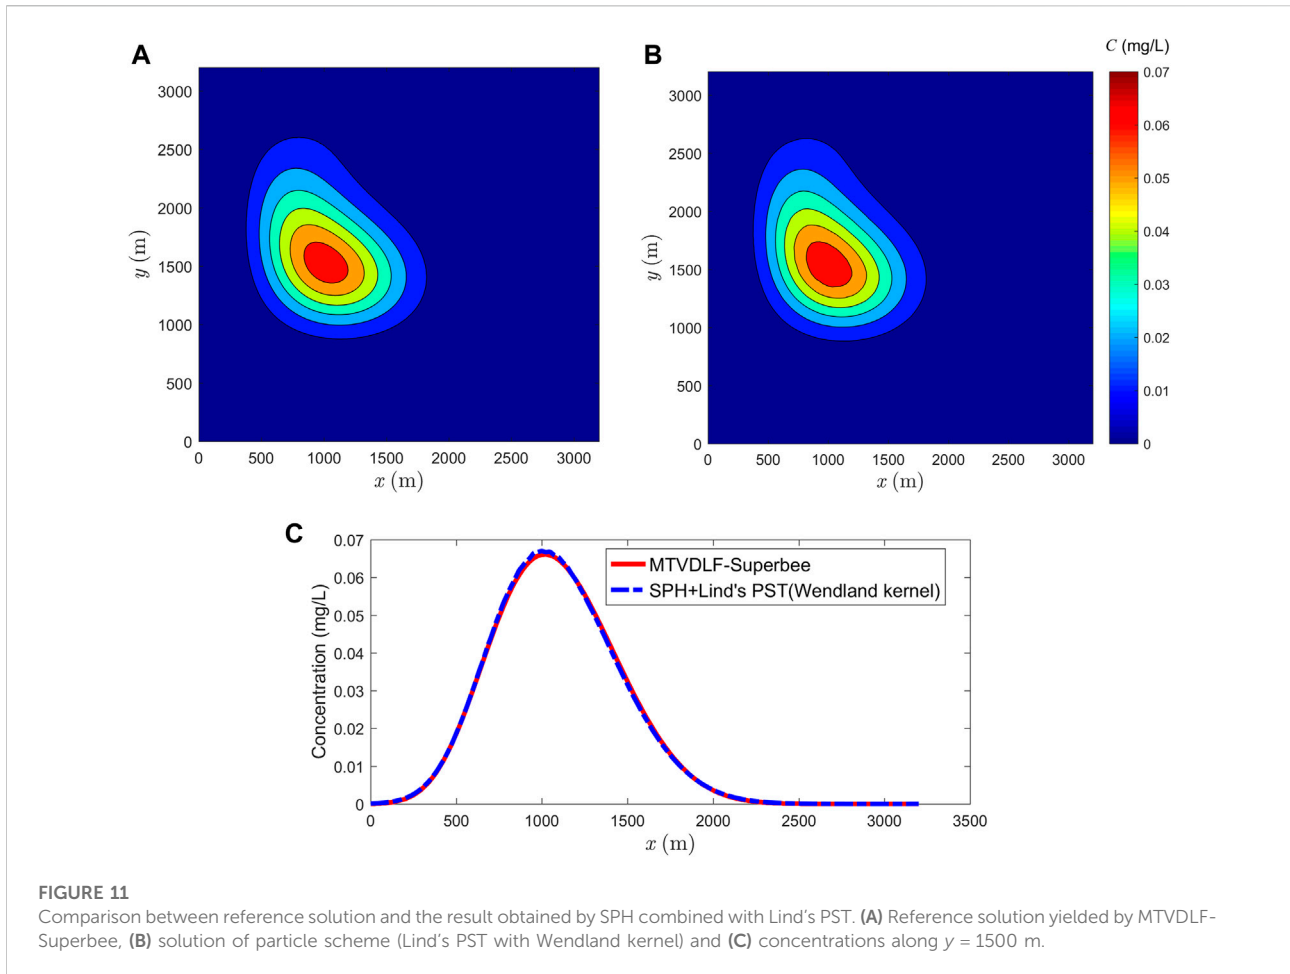 A
B
C (mg/L)
3000
2500
2000
1500
1000
500
0
y (m)
0 500 1000 1500 2000 2500 3000
x (m)
3000
2500
2000
1500
1000
500
0
y (m)
0 500 1000 1500 2000 2500 3000
x (m)
0.07
0.06
0.05
0.04
0.03
0.02
0.01
0
C
0.07
0.06
0.05
0.04
0.03
0.02
0.01
0
Concentration (mg/L)
MTVDLF-Superbee
SPH+Lind's PST(Wendland kernel)
0 500 1000 1500 2000 2500 3000 3500
x (m)
FIGURE 11
Comparison between reference solution and the result obtained by SPH combined with Lind’s PST. (A) Reference solution yielded by MTVDLF-
Superbee, (B) solution of particle scheme (Lind’s PST with Wendland kernel) and (C) concentrations along y = 1500 m.